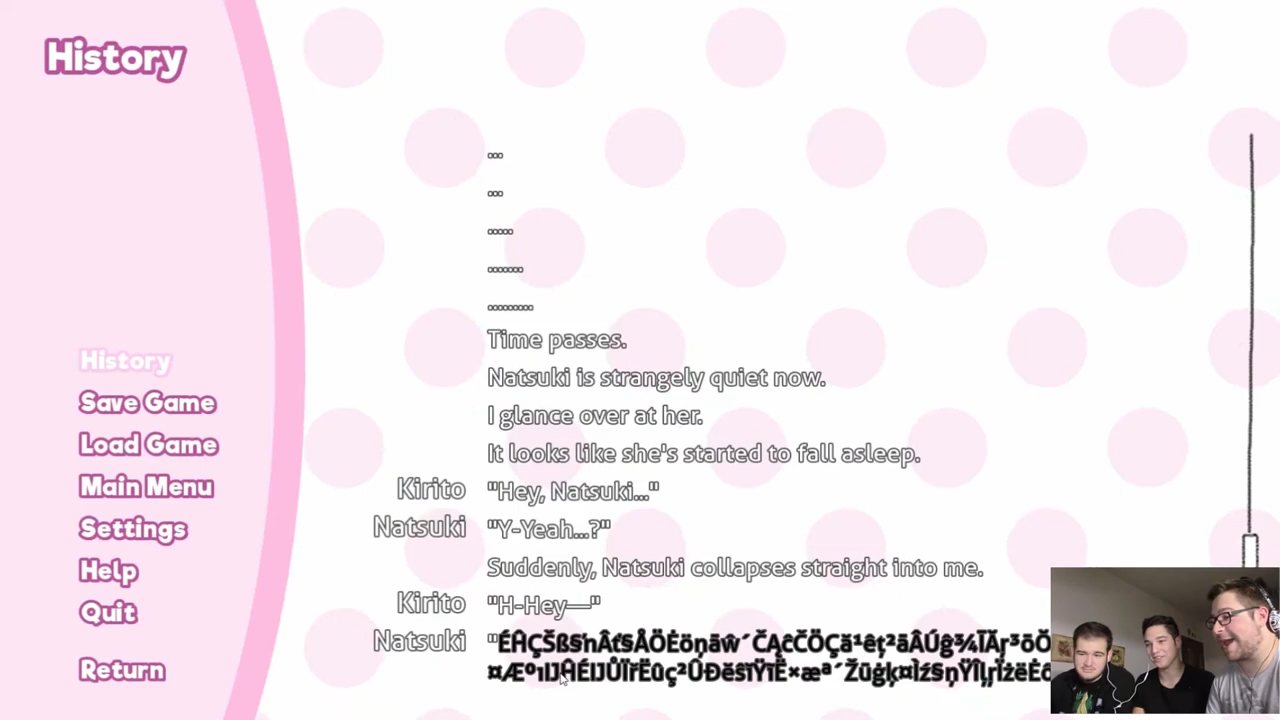 History
...
...
.....
.......
.........
Time passes.
Natsuki is strangely quiet now.
I glance over at her.
It looks like she's started to fall asleep.
Kirito "Hey, Natsuki..."
Natsuki "Y-Yeah...?"
Suddenly, Natsuki collapses straight into me.
Kirito "H-Hey—"
Natsuki
History
Save Game
Load Game
Main Menu
Settings
Help
Quit
Return